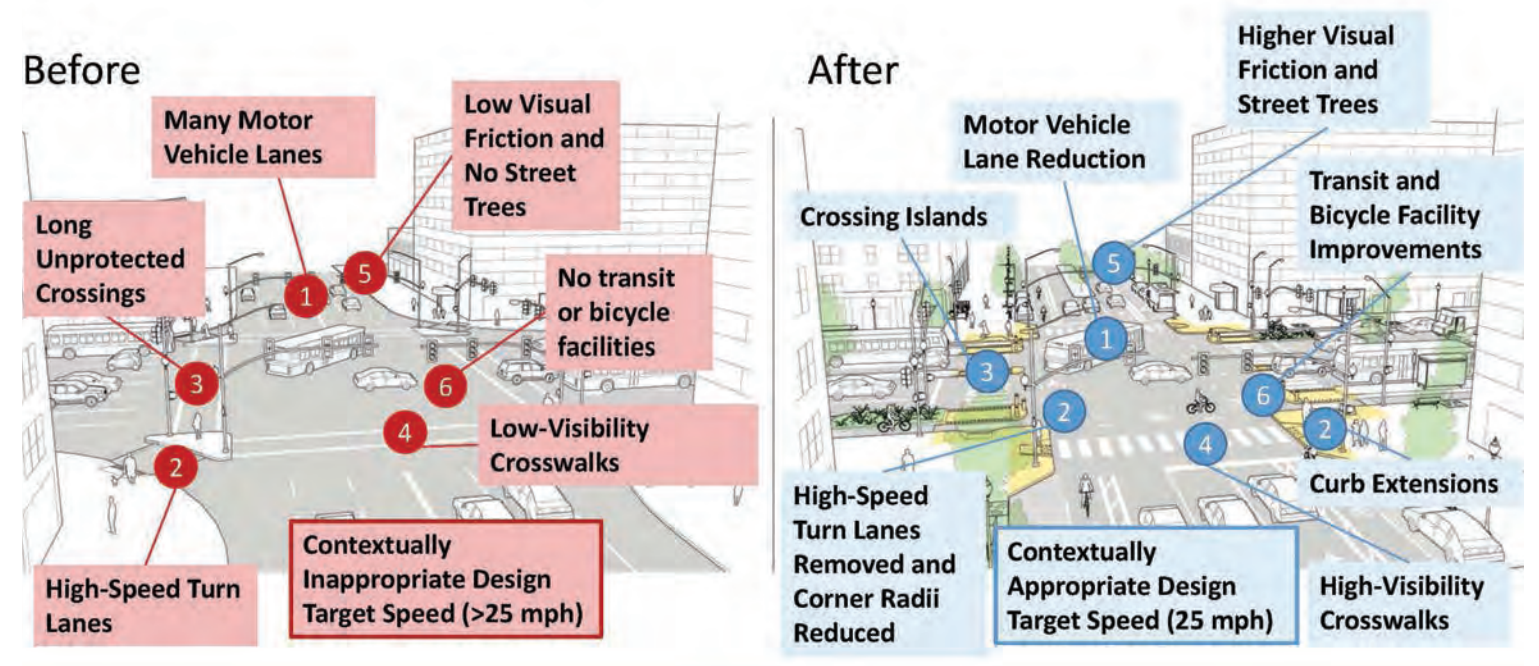 Before
Many Motor
Vehicle Lanes
Low Visual
Friction and
No Street
Trees
Long
Unprotected
Crossings
No transit
or bicycle
facilities
5
1
3
6
4
2
Low-Visibility
Crosswalks
High-Speed Turn
Lanes
Contextually
Inappropriate Design
Target Speed (>25 mph)
After
Higher Visual
Friction and
Street Trees
Motor Vehicle
Lane Reduction
Crossing Islands
Transit and
Bicycle Facility
Improvements
5
1
3
6
2
2
4
High-Speed
Turn Lanes
Removed and
Corner Radii
Reduced
Curb Extensions
Contextually
Appropriate Design
Target Speed (25 mph)
High-Visibility
Crosswalks